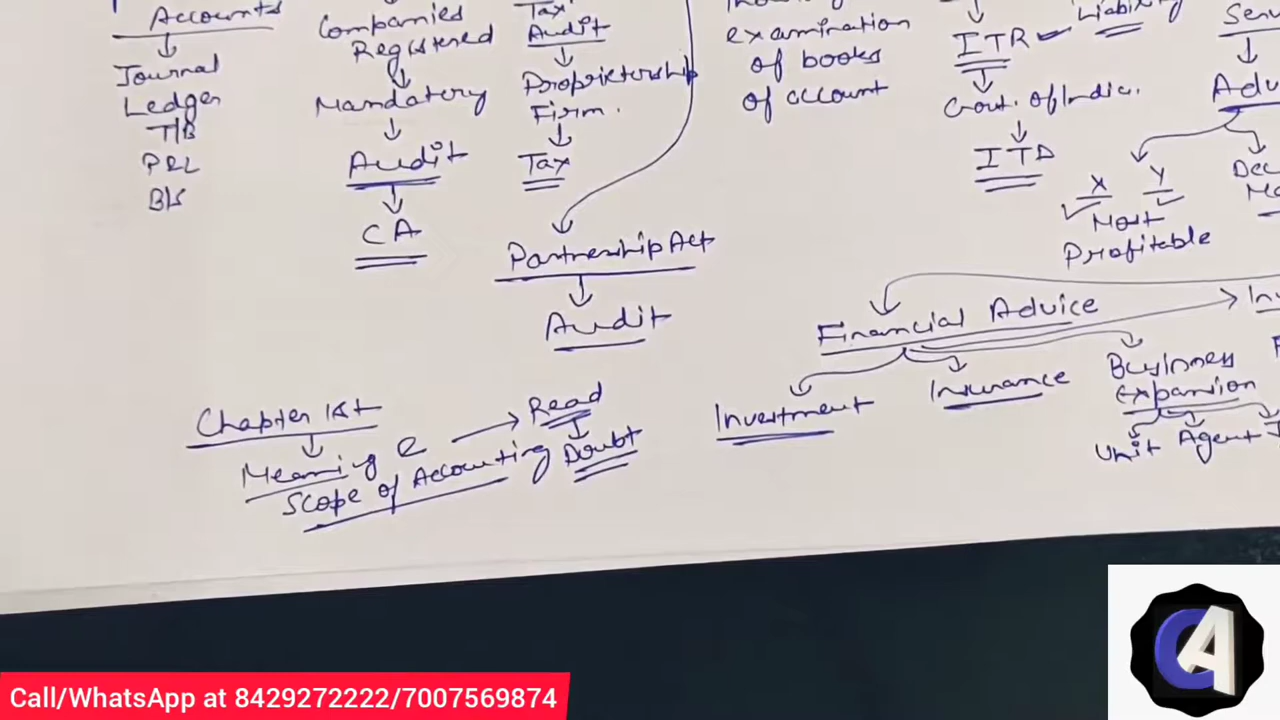 Accounts
Journal
Ledger
T/B
P&L
B/S
Companies
Registered
Mandatory
Audit
CA
Tax
Audit
Proprietorship
Firm.
Tax
Partnership Act
Audit
examination
of books
of account
Liability
ITR
Govt. of India.
ITD
X Y
Most
Profitable
Financial Advice
Investment
Insurance
Business
expansion
Unit Agent
Chapter 1st
Meaning &
Scope of Accounting
Read
Doubt
CA
Call/WhatsApp at 8429272222/7007569874